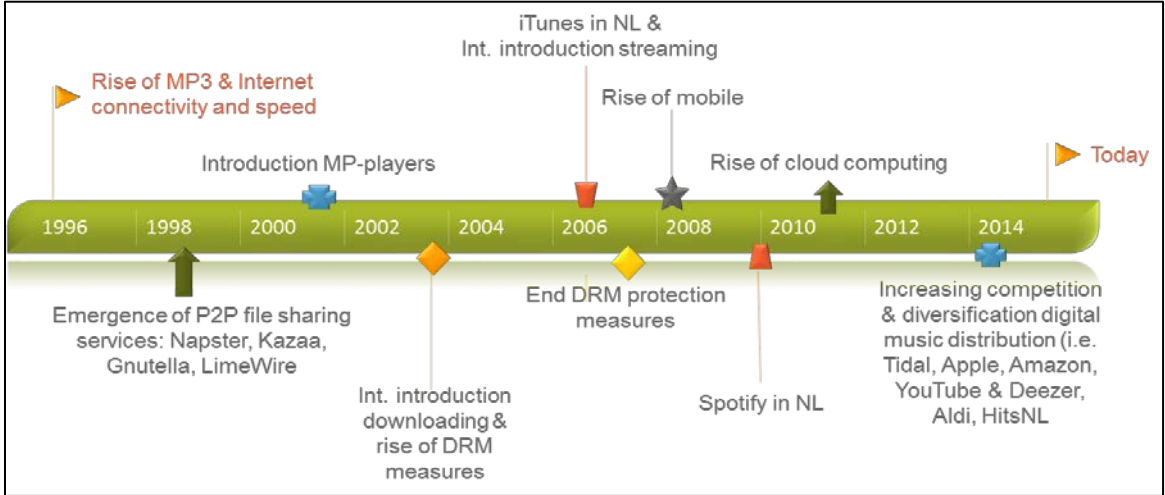 iTunes in NL &
Int. introduction streaming
Rise of MP3 & Internet
connectivity and speed
Rise of mobile
Introduction MP-players
Rise of cloud computing
Today
1996
1998
2000
2002
2004
2006
2008
2010
2012
2014
Emergence of P2P file sharing
services: Napster, Kazaa,
Gnutella, LimeWire
Int. introduction
downloading &
rise of DRM
measures
End DRM protection
measures
Spotify in NL
Increasing competition
& diversification digital
music distribution (i.e.
Tidal, Apple, Amazon,
YouTube & Deezer,
Aldi, HitsNL